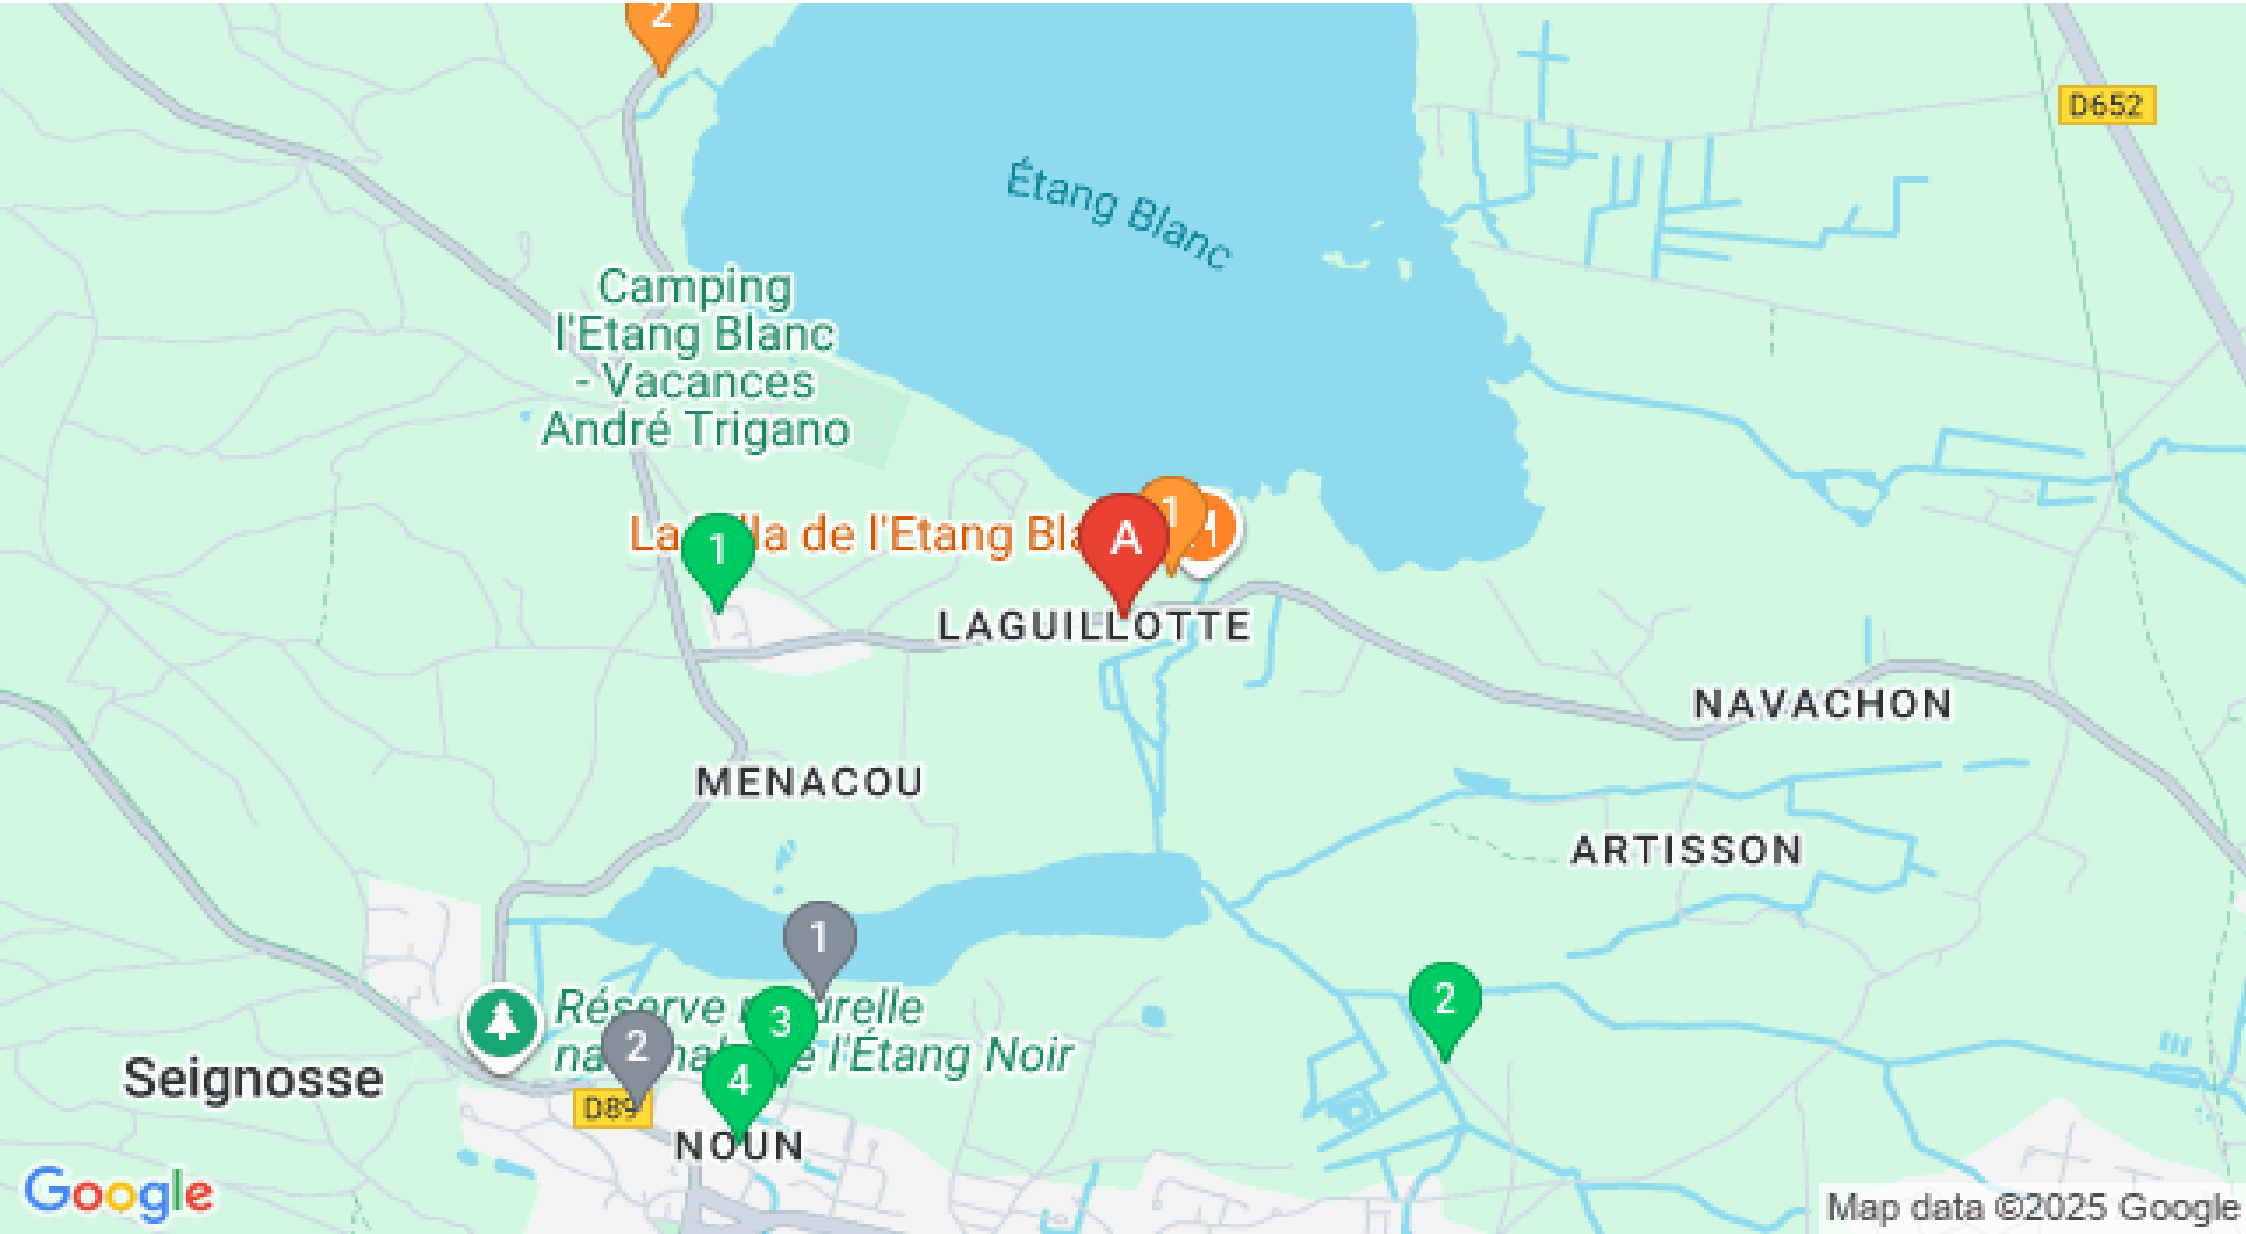 2
D652
Étang Blanc
Camping
l'Etang Blanc
- Vacances
André Trigano
1
La
lla de l'Etang Bla
A
1
LAGUILLOTTE
NAVACHON
MENACOU
ARTISSON
1
2
Réserve n
urelle
3
na
e l'Étang Noir
2
4
Seignosse
D89
NOUN
Google
Map data ©2025 Google